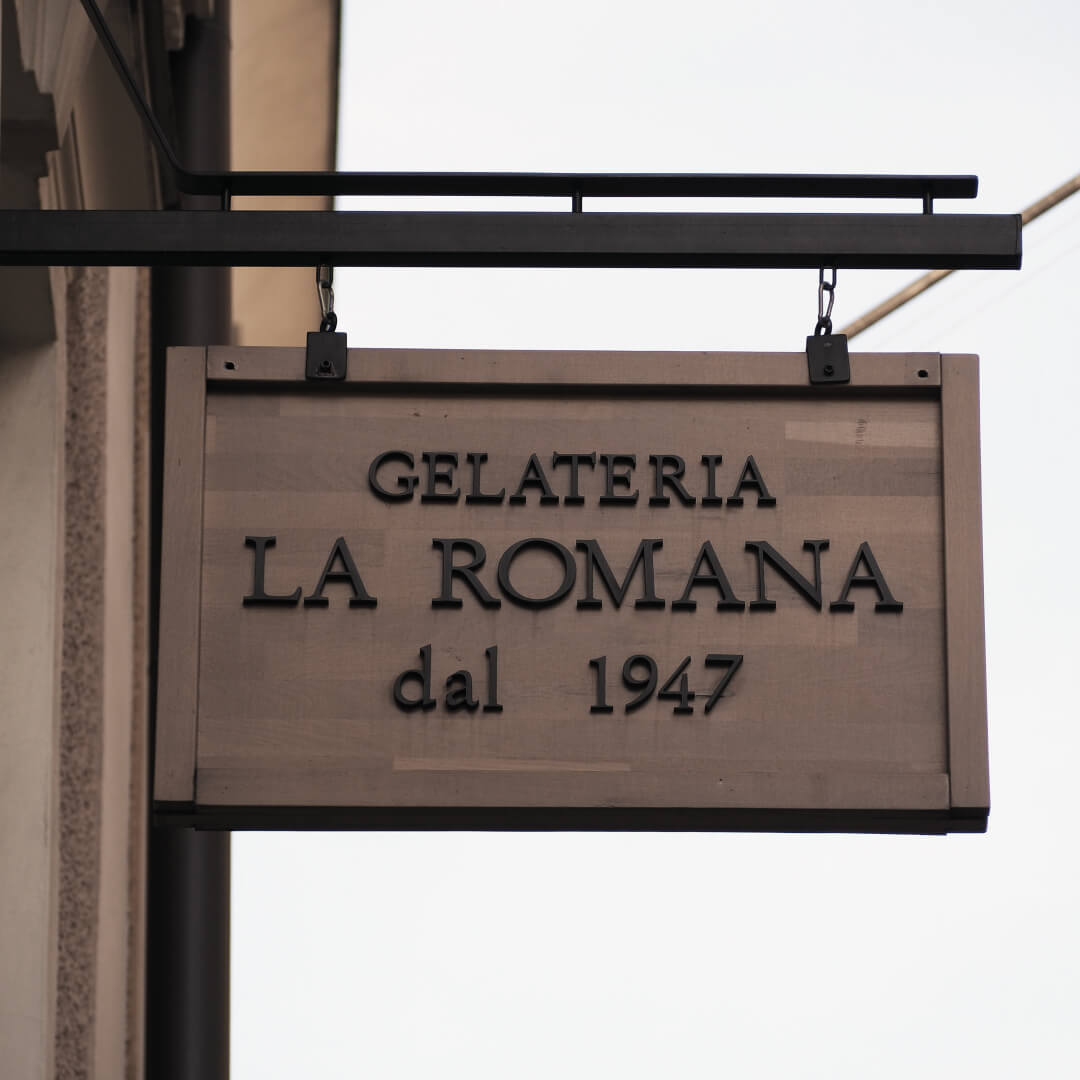 GELATERIA
LA ROMANA
dal 1947